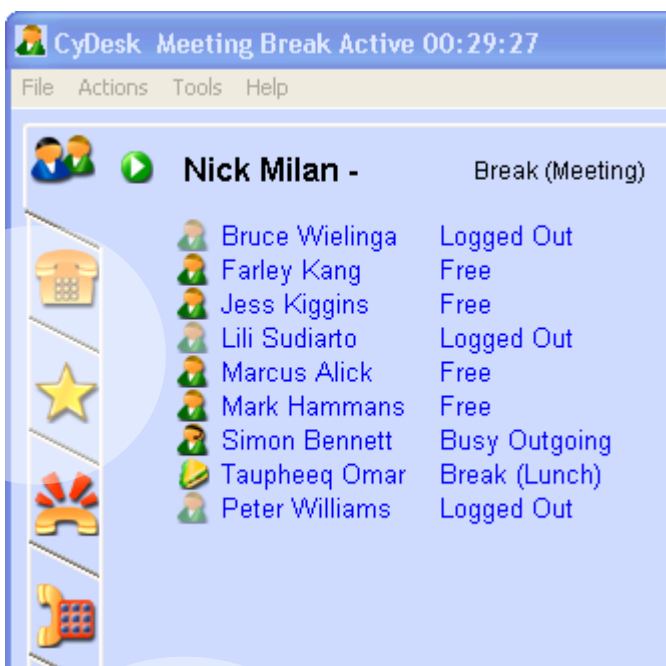 CyDesk Meeting Break Active 00:29:27
File Actions Tools Help
Nick Milan - Break (Meeting)
Bruce Wielinga Logged Out
Farley Kang Free
Jess Kiggins Free
Lili Sudiarto Logged Out
Marcus Alick Free
Mark Hammans Free
Simon Bennett Busy Outgoing
Taupheeq Omar Break (Lunch)
Peter Williams Logged Out